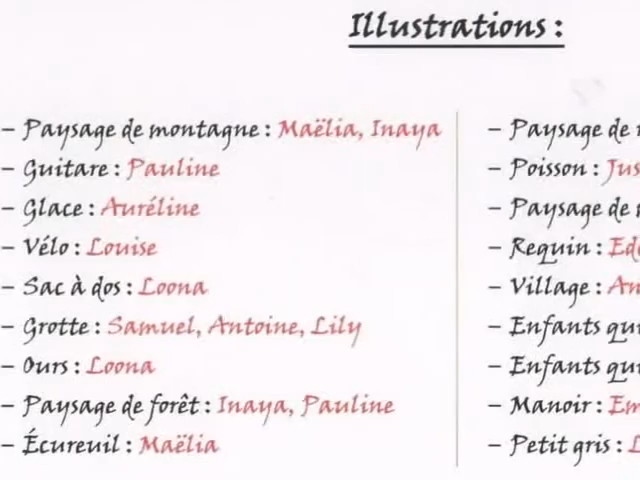 Illustrations :
– Paysage de montagne : Maëlia, Inaya
– Guitare : Pauline
– Glace : Auréline
– Vélo : Louise
– Sac à dos : Loona
– Grotte : Samuel, Antoine, Lily
– Ours : Loona
– Paysage de forêt : Inaya, Pauline
– Écureuil : Maëlia
– Paysage de
– Poisson :
– Paysage de
– Requin :
– Village :
– Enfants
– Enfants
– Manoir :
– Petit gris :